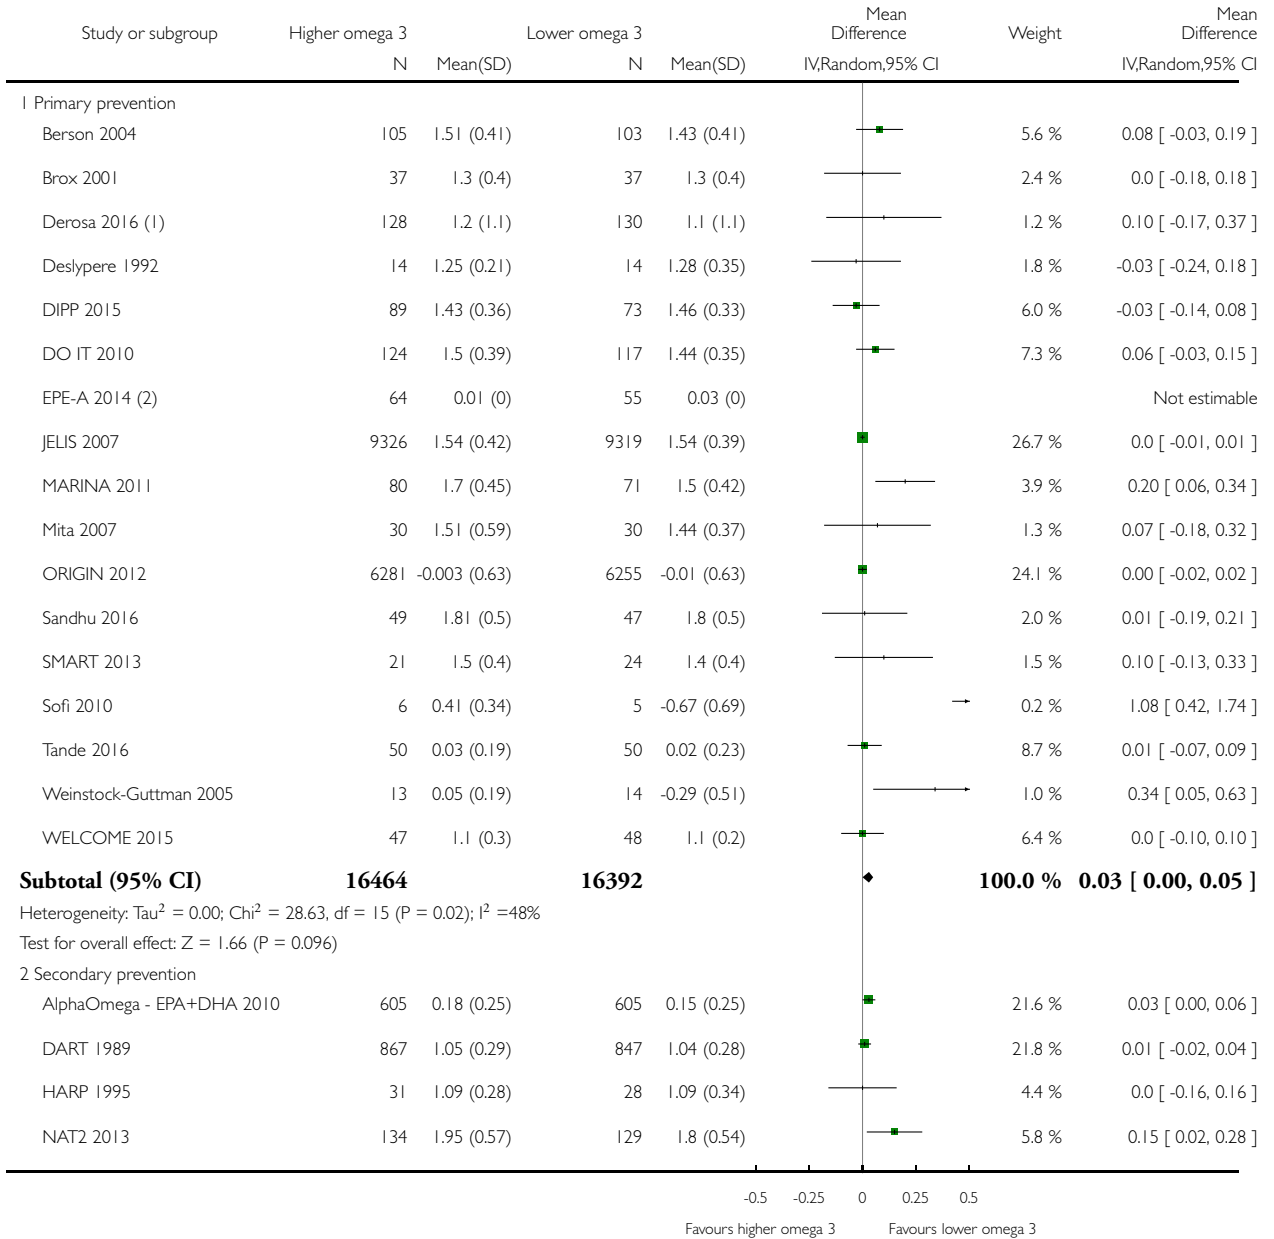 Mean Mean
Study or subgroup Higher omega 3 Lower omega 3 Difference Weight Difference
N Mean(SD) N Mean(SD) IV,Random,95% CI IV,Random,95% CI
1 Primary prevention
Berson 2004 105 1.51 (0.41) 103 1.43 (0.41) 5.6 % 0.08 [ -0.03, 0.19 ]
Brox 2001 37 1.3 (0.4) 37 1.3 (0.4) 2.4 % 0.0 [ -0.18, 0.18 ]
Derosa 2016 (1) 128 1.2 (1.1) 130 1.1 (1.1) 1.2 % 0.10 [ -0.17, 0.37 ]
Deslypere 1992 14 1.25 (0.21) 14 1.28 (0.35) 1.8 % -0.03 [ -0.24, 0.18 ]
DIPP 2015 89 1.43 (0.36) 73 1.46 (0.33) 6.0 % -0.03 [ -0.14, 0.08 ]
DO IT 2010 124 1.5 (0.39) 117 1.44 (0.35) 7.3 % 0.06 [ -0.03, 0.15 ]
EPE-A 2014 (2) 64 0.01 (0) 55 0.03 (0) Not estimable
JELIS 2007 9326 1.54 (0.42) 9319 1.54 (0.39) 26.7 % 0.0 [ -0.01, 0.01 ]
MARINA 2011 80 1.7 (0.45) 71 1.5 (0.42) 3.9 % 0.20 [ 0.06, 0.34 ]
Mita 2007 30 1.51 (0.59) 30 1.44 (0.37) 1.3 % 0.07 [ -0.18, 0.32 ]
ORIGIN 2012 6281 -0.003 (0.63) 6255 -0.01 (0.63) 24.1 % 0.00 [ -0.02, 0.02 ]
Sandhu 2016 49 1.81 (0.5) 47 1.8 (0.5) 2.0 % 0.01 [ -0.19, 0.21 ]
SMART 2013 21 1.5 (0.4) 24 1.4 (0.4) 1.5 % 0.10 [ -0.13, 0.33 ]
Sofi 2010 6 0.41 (0.34) 5 -0.67 (0.69) 0.2 % 1.08 [ 0.42, 1.74 ]
Tande 2016 50 0.03 (0.19) 50 0.02 (0.23) 8.7 % 0.01 [ -0.07, 0.09 ]
Weinstock-Guttman 2005 13 0.05 (0.19) 14 -0.29 (0.51) 1.0 % 0.34 [ 0.05, 0.63 ]
WELCOME 2015 47 1.1 (0.3) 48 1.1 (0.2) 6.4 % 0.0 [ -0.10, 0.10 ]
Subtotal (95% CI) 16464 16392 100.0 % 0.03 [ 0.00, 0.05 ]
Heterogeneity: Tau² = 0.00; Chi² = 28.63, df = 15 (P = 0.02); I² =48%
Test for overall effect: Z = 1.66 (P = 0.096)
2 Secondary prevention
AlphaOmega - EPA+DHA 2010 605 0.18 (0.25) 605 0.15 (0.25) 21.6 % 0.03 [ 0.00, 0.06 ]
DART 1989 867 1.05 (0.29) 847 1.04 (0.28) 21.8 % 0.01 [ -0.02, 0.04 ]
HARP 1995 31 1.09 (0.28) 28 1.09 (0.34) 4.4 % 0.0 [ -0.16, 0.16 ]
NAT2 2013 134 1.95 (0.57) 129 1.8 (0.54) 5.8 % 0.15 [ 0.02, 0.28 ]
-0.5 -0.25 0 0.25 0.5
Favours higher omega 3 Favours lower omega 3